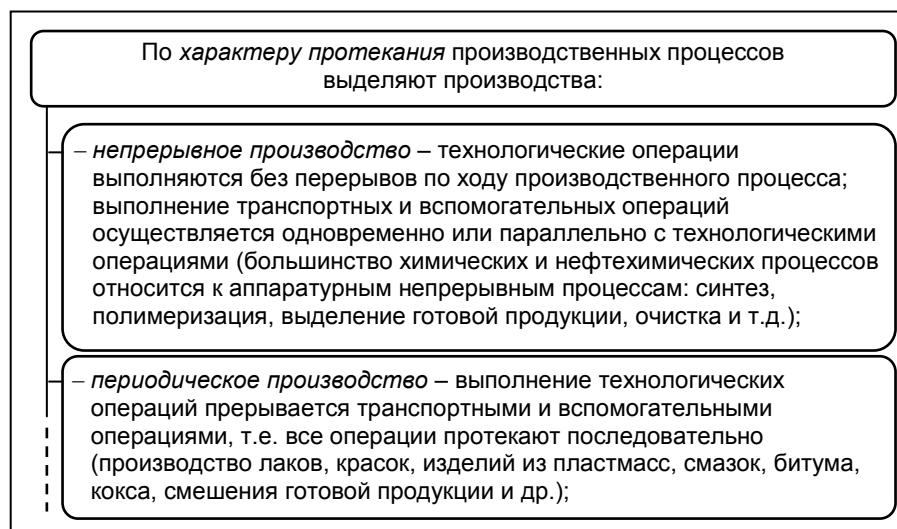 По характеру протекания производственных процессов
выделяют производства:
– непрерывное производство – технологические операции
выполняются без перерывов по ходу производственного процесса;
выполнение транспортных и вспомогательных операций
осуществляется одновременно или параллельно с технологическими
операциями (большинство химических и нефтехимических процессов
относится к аппаратурным непрерывным процессам: синтез,
полимеризация, выделение готовой продукции, очистка и т.д.);
– периодическое производство – выполнение технологических
операций прерывается транспортными и вспомогательными
операциями, т.е. все операции протекают последовательно
(производство лаков, красок, изделий из пластмасс, смазок, битума,
кокса, смешения готовой продукции и др.);